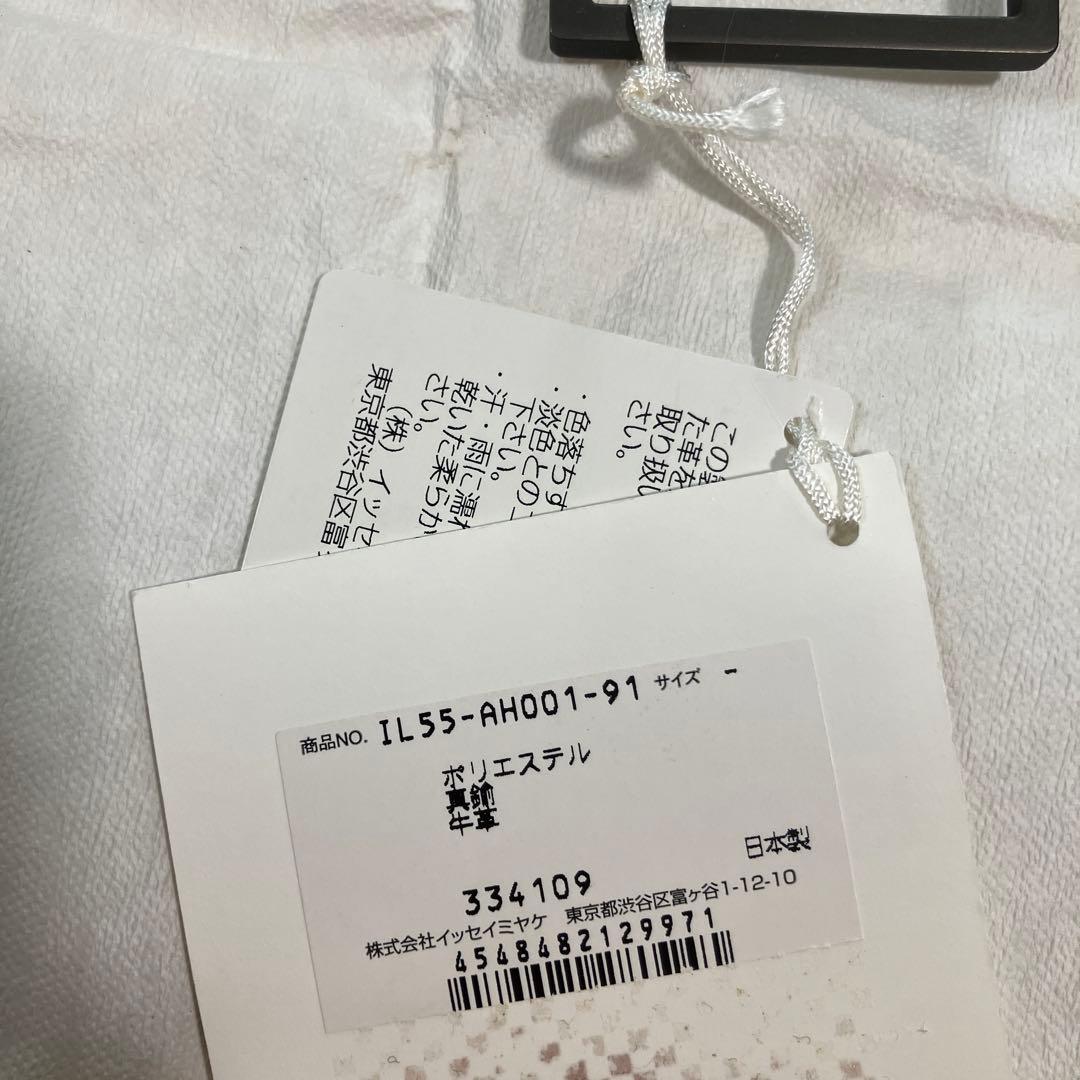 この
た革を
取り扱い
さい。
・色落ちす
・淡色との
下さい。
・汗・雨に濡れ
乾いた柔らか
さい。
(株)イッセ
東京都渋谷区富
商品NO. IL55-AH001-91 サイズ -
ポリエステル
真鍮
牛革
日本製
334109
株式会社イッセイミヤケ 東京都渋谷区富ヶ谷1-12-10
4548482129971